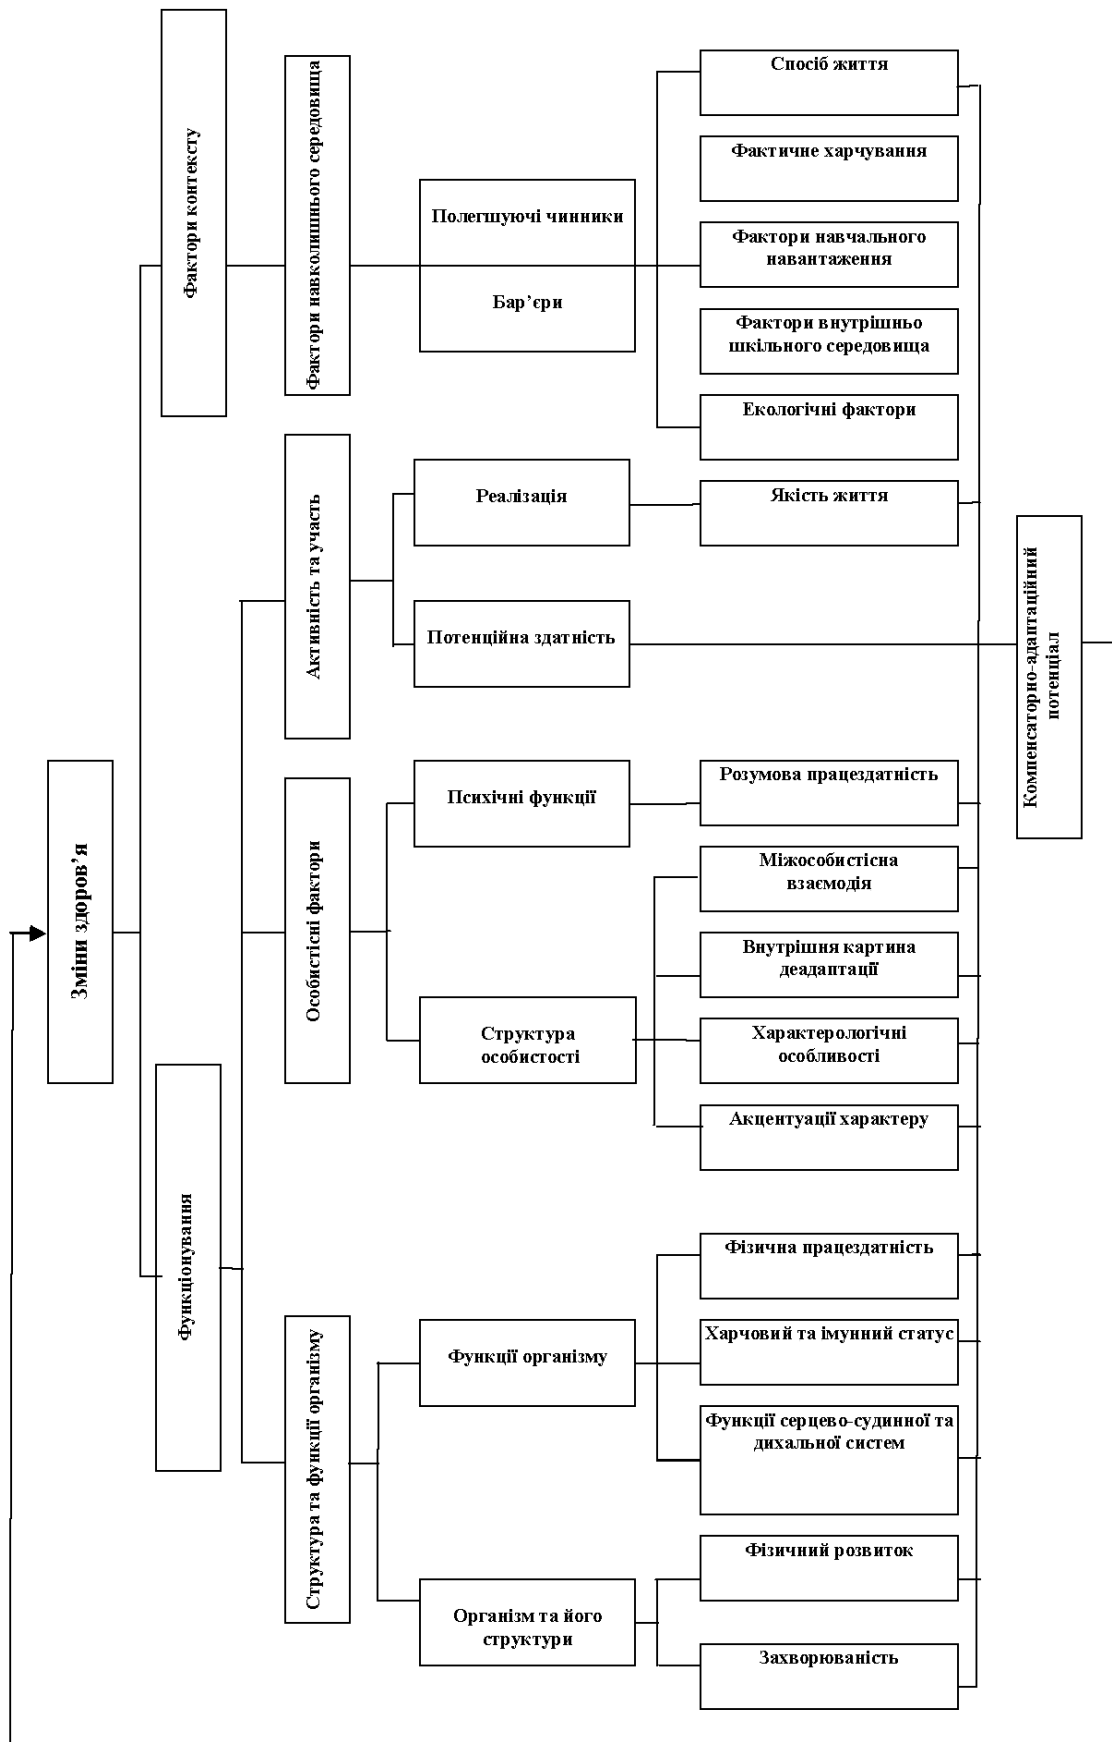 Зміни здоров’я
Фактори контексту
Функціонування
Фактори навколишнього середовища
Активність та участь
Особистісні фактори
Структура та функції організму
Полегшуючі чинники
Бар’єри
Реалізація
Потенційна здатність
Психічні функції
Структура
особистості
Функції організму
Організм та його
структури
Спосіб життя
Фактичне харчування
Фактори навчального
навантаження
Фактори внутрішньо
шкільного середовища
Екологічні фактори
Якість життя
Розумова працездатність
Міжособистісна
взаємодія
Внутрішня картина
деадаптації
Характерологічні
особливості
Акцентуації характеру
Фізична працездатність
Харчовий та імунний статус
Функції серцево-судинної та
дихальної систем
Фізичний розвиток
Захворюваність
Компенсаторно-адаптаційний
потенціал